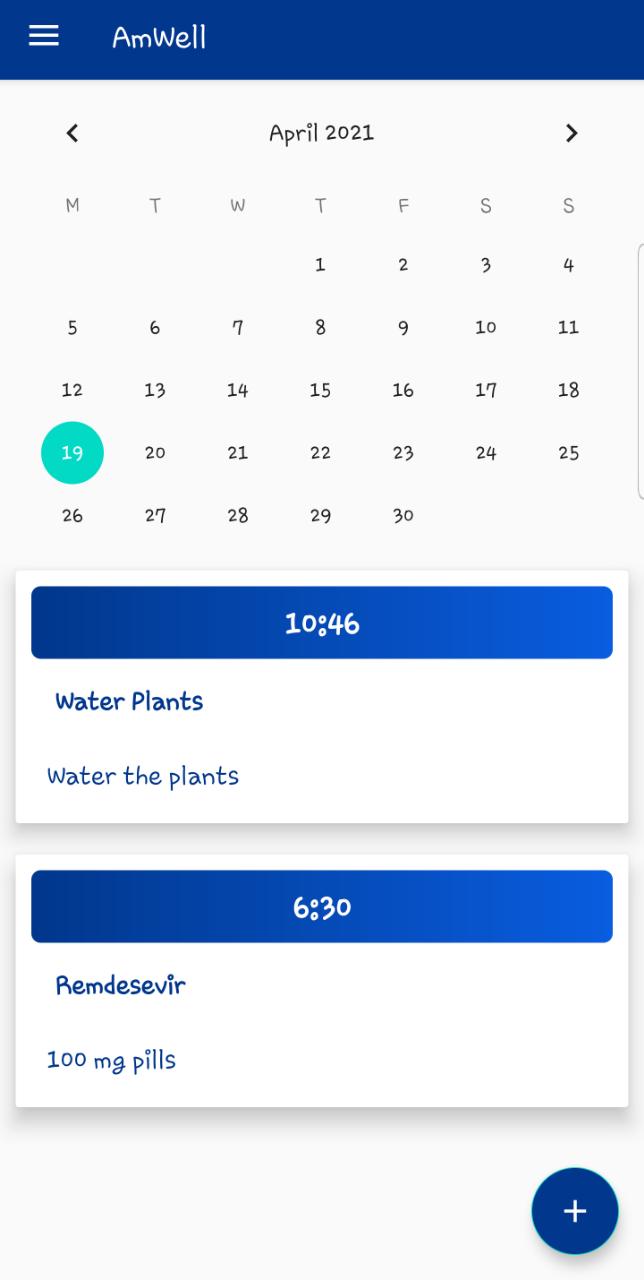 AmWell
April 2021
M T W T F S S
1 2 3 4
5 6 7 8 9 10 11
12 13 14 15 16 17 18
19 20 21 22 23 24 25
26 27 28 29 30
10:46
Water Plants
Water the plants
6:30
Remdesevir
100 mg pills
+